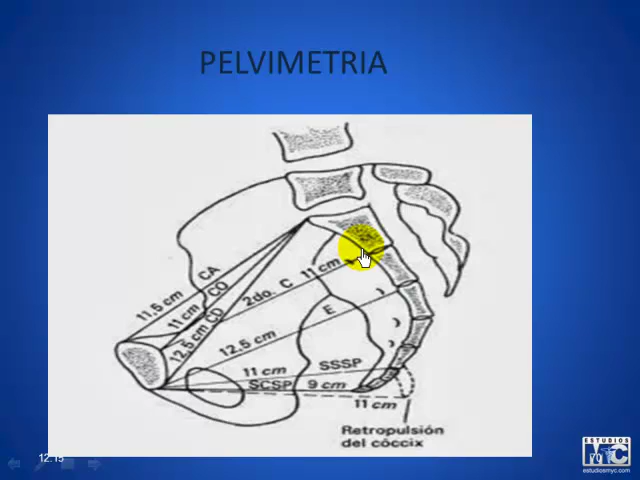 PELVIMETRIA
11,5 cm CA
11 cm CO
12,5 cm CD
2do. C 11 cm
12,5 cm E
11 cm SSSP
SCSP 9 cm
11 cm
Retropulsión
del cóccix
12:15
ESTUDIOS
MYC
estudiosmyc.com